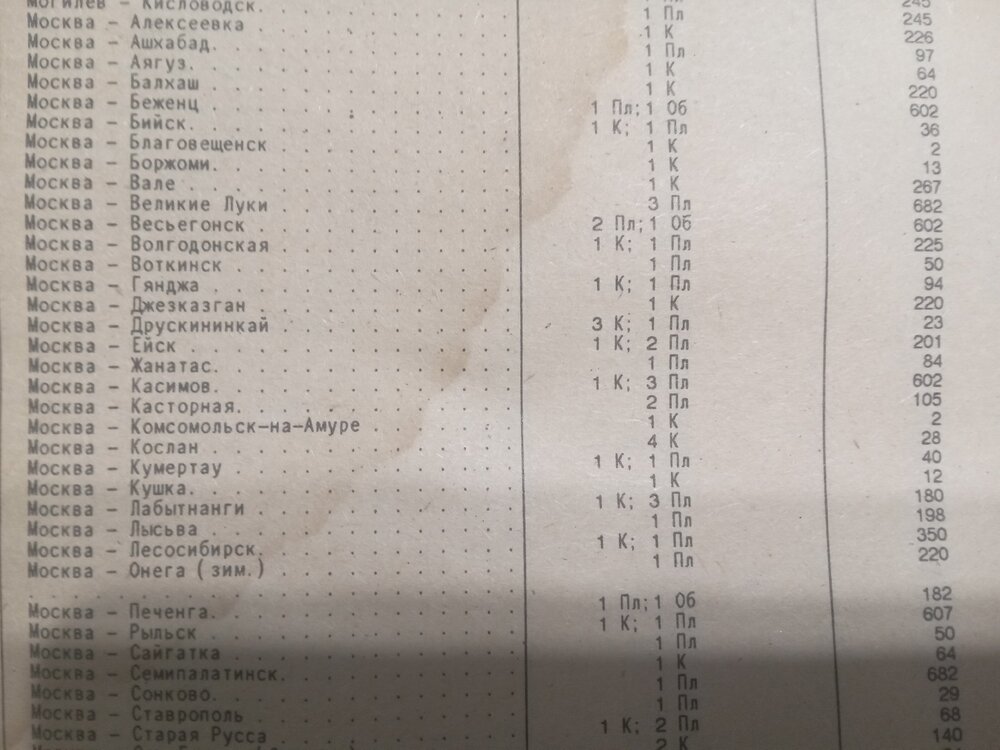 Могилев – Кисловодск. 1 Пл 245
Москва – Алексеевка 1 К 226
Москва – Ашхабад. 1 Пл 97
Москва – Аягуз. 1 К 64
Москва – Балхаш 1 К 220
Москва – Беженц 1 Пл; 1 Об 602
Москва – Бийск. 1 К; 1 Пл 36
Москва – Благовещенск 1 К 2
Москва – Боржоми. 1 К 13
Москва – Вале 1 К 267
Москва – Великие Луки 3 Пл 682
Москва – Весьегонск 2 Пл; 1 Об 602
Москва – Волгодонская 1 К; 1 Пл 225
Москва – Воткинск 1 Пл 50
Москва – Гянджа 1 К; 1 Пл 94
Москва – Джезказган 1 К 220
Москва – Друскининкай 3 К; 1 Пл 23
Москва – Ейск 1 К; 2 Пл 201
Москва – Жанатас. 1 Пл 84
Москва – Касимов. 1 К; 3 Пл 602
Москва – Касторная. 2 Пл 105
Москва – Комсомольск-на-Амуре 1 К 2
Москва – Кослан 4 К 28
Москва – Кумертау 1 К; 1 Пл 40
Москва – Кушка. 1 К 12
Москва – Лабытнанги 1 К; 3 Пл 180
Москва – Лысьва 1 Пл 198
Москва – Лесосибирск. 1 К; 1 Пл 350
Москва – Онега (зим.) 1 Пл 220
Москва – Печенга. 1 Пл; 1 Об 182
Москва – Рыльск 1 К; 1 Пл 607
Москва – Сайгатка 1 Пл 50
Москва – Семипалатинск. 1 К 64
Москва – Сонково. 1 Пл 682
Москва – Ставрополь 1 Пл 29
Москва – Старая Русса 1 К; 2 Пл 68
2 К 140